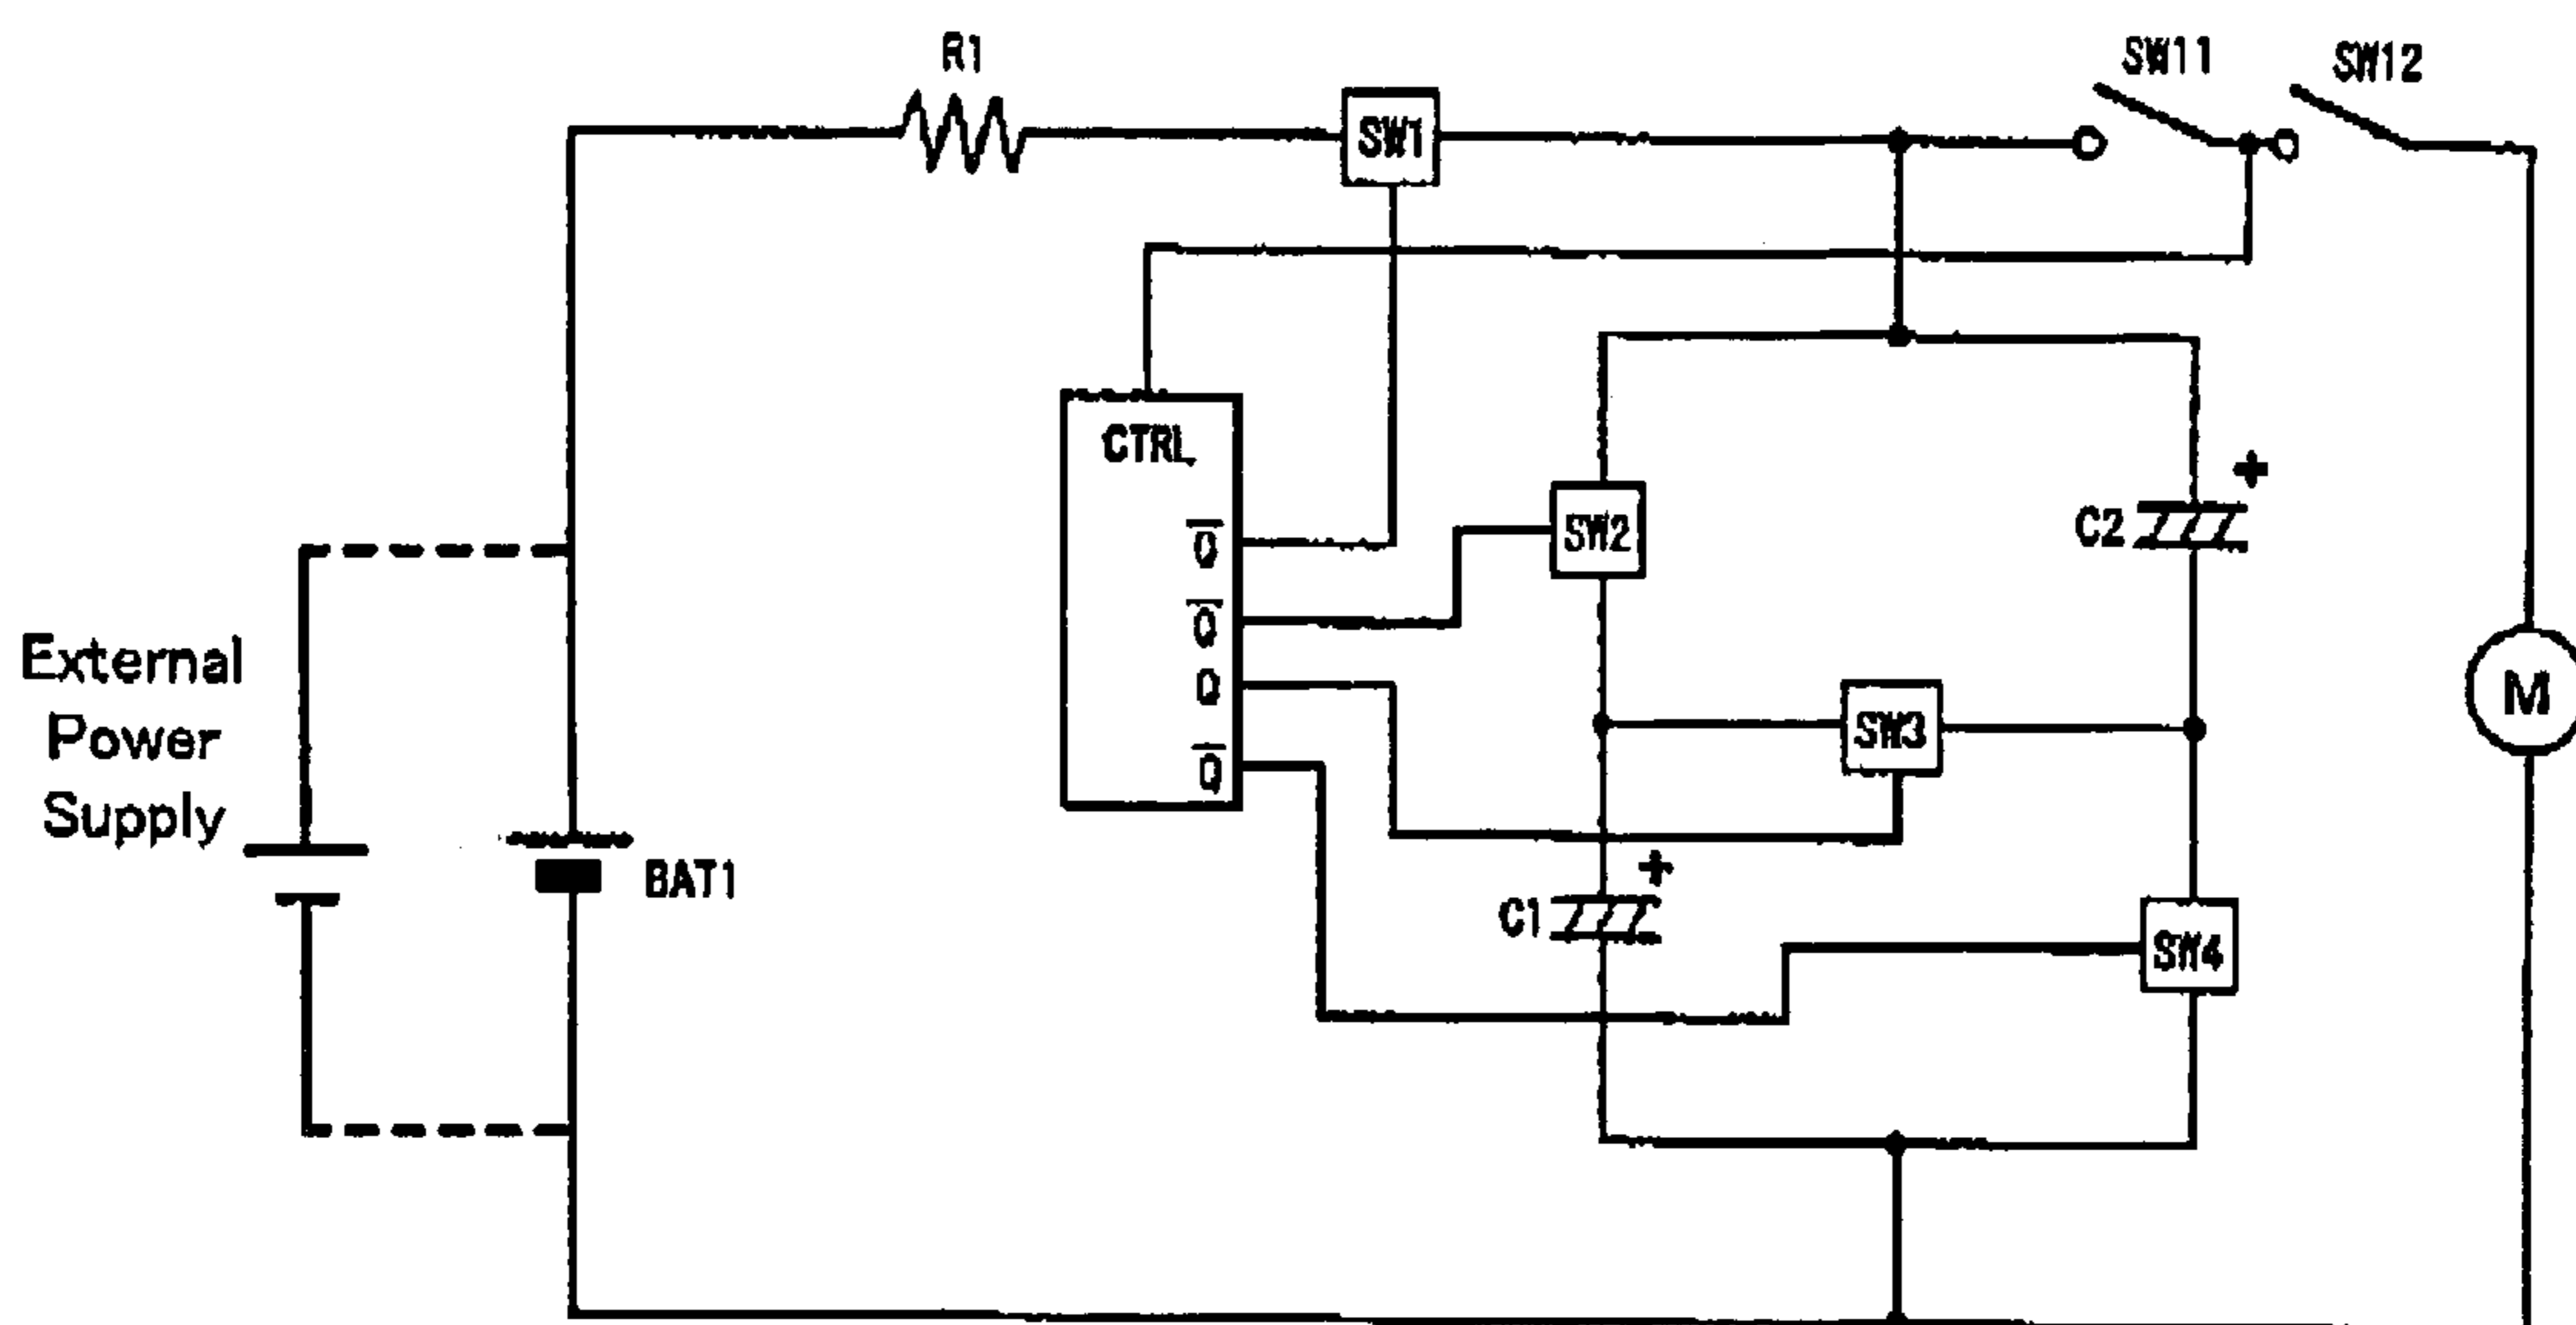 R1
SW1
SW11
SW12
CTRL
Q̅
Q̅
Q
Q̅
SW2
C2
+
External
Power
Supply
SW3
M
BAT1
+
C1
SW4